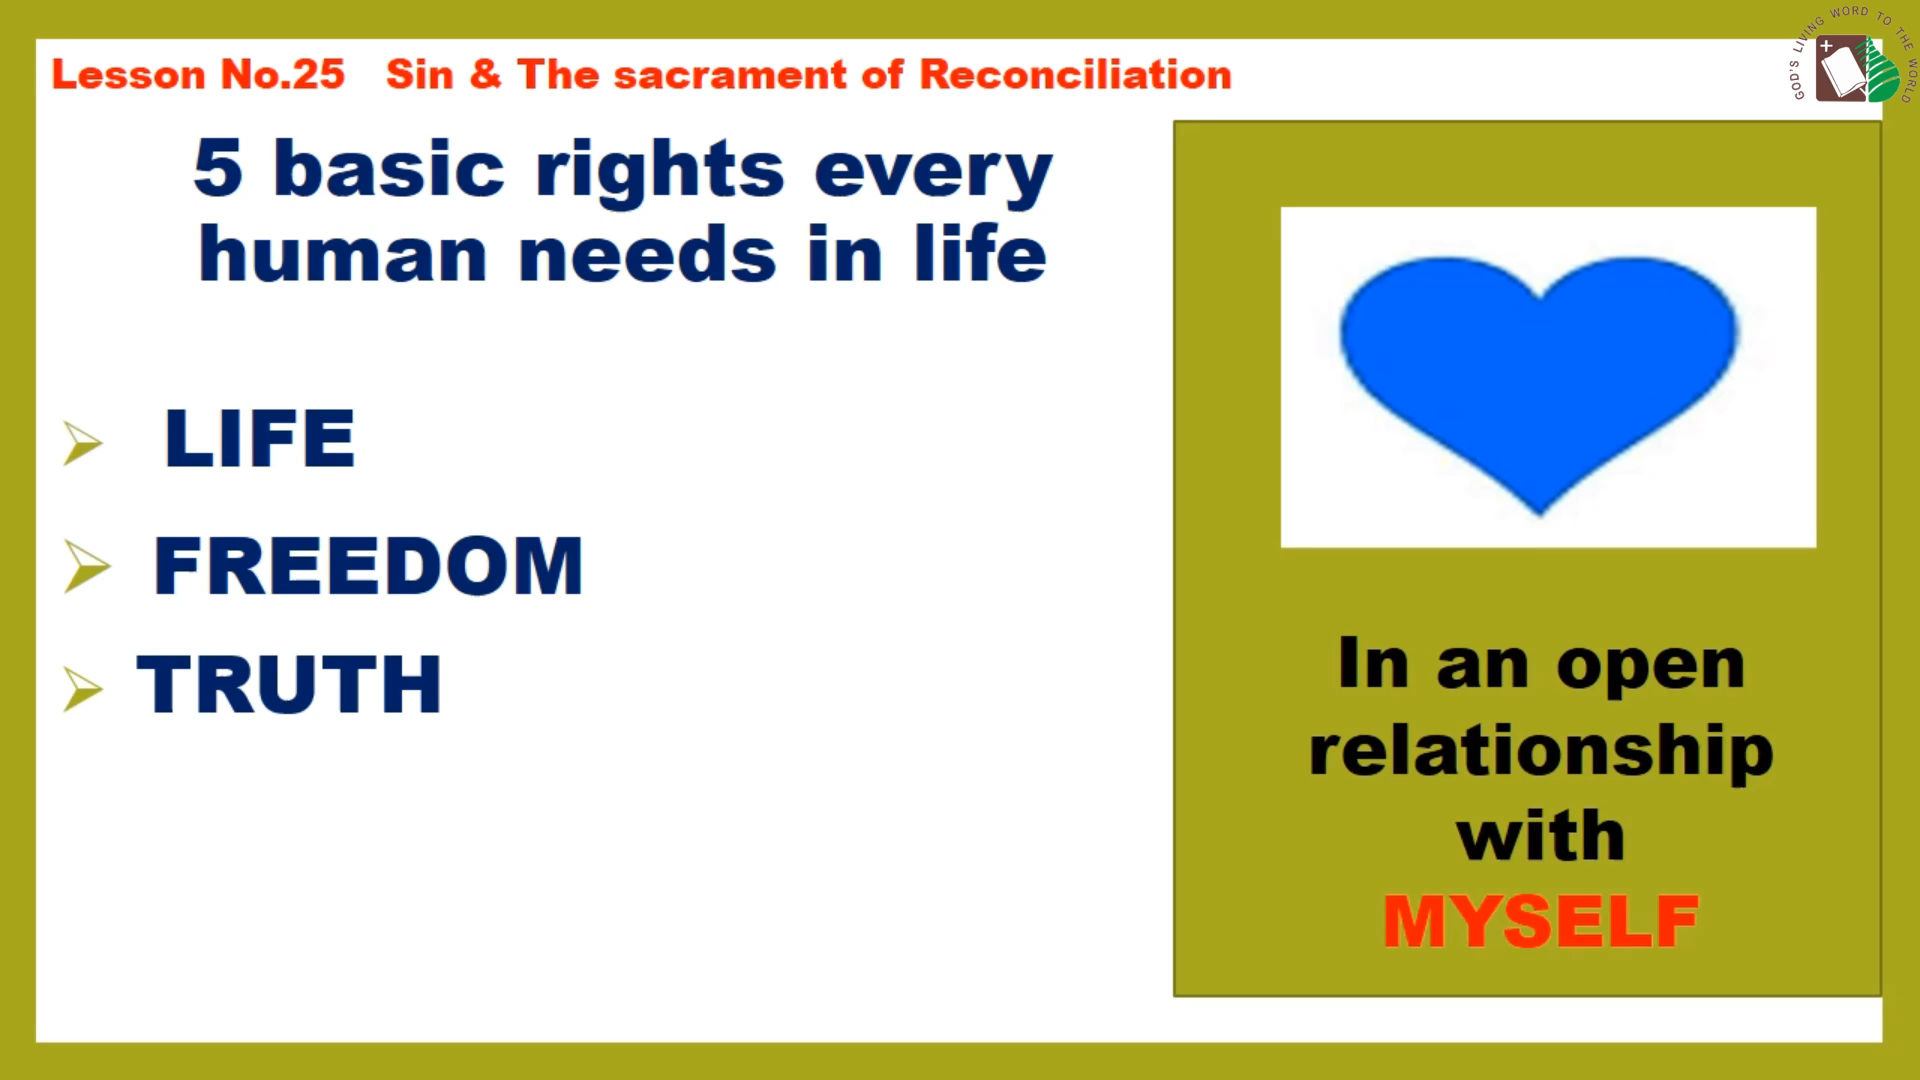 Lesson No.25 Sin & The sacrament of Reconciliation
GOD'S LIVING WORD TO THE WORLD
5 basic rights every
human needs in life
LIFE
FREEDOM
TRUTH
In an open
relationship
with
MYSELF